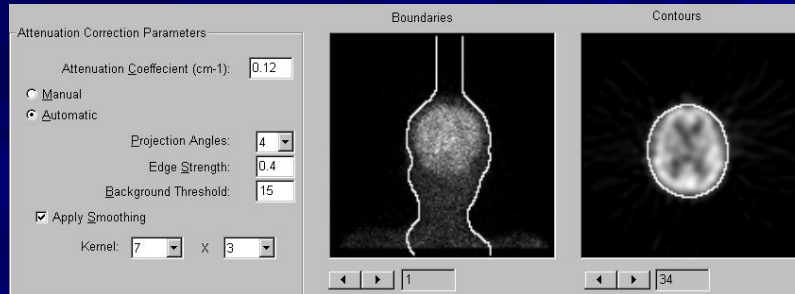 Attenuation Correction Parameters
Attenuation Coeffecient (cm-1): 0.12
Manual
Automatic
Projection Angles: 4
Edge Strength: 0.4
Background Threshold: 15
Apply Smoothing
Kernel: 7 X 3
Boundaries
1
Contours
34